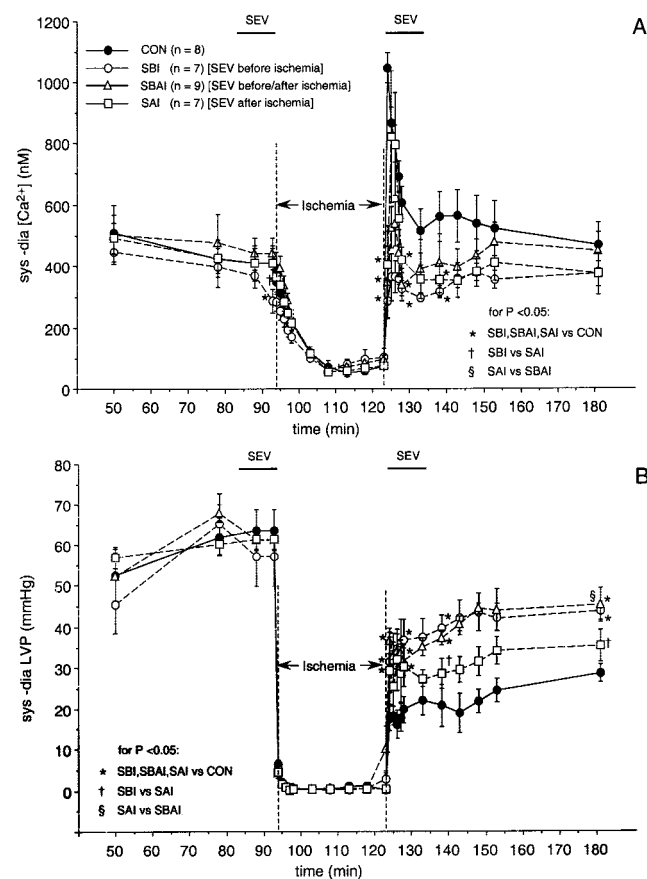 SEV SEV
A
1200
1000
800
600
400
200
0
sys -dia [Ca2+] (nM)
CON (n = 8)
SBI (n = 7) [SEV before ischemia]
SBAI (n = 9) [SEV before/after ischemia]
SAI (n = 7) [SEV after ischemia]
Ischemia
for P <0.05:
* SBI,SBAI,SAI vs CON
† SBI vs SAI
§ SAI vs SBAI
50 60 70 80 90 100 110 120 130 140 150 160 170 180
time (min)
SEV SEV
B
80
70
60
50
40
30
20
10
0
sys -dia LVP (mmHg)
Ischemia
for P <0.05:
* SBI,SBAI,SAI vs CON
† SBI vs SAI
§ SAI vs SBAI
50 60 70 80 90 100 110 120 130 140 150 160 170 180
time (min)